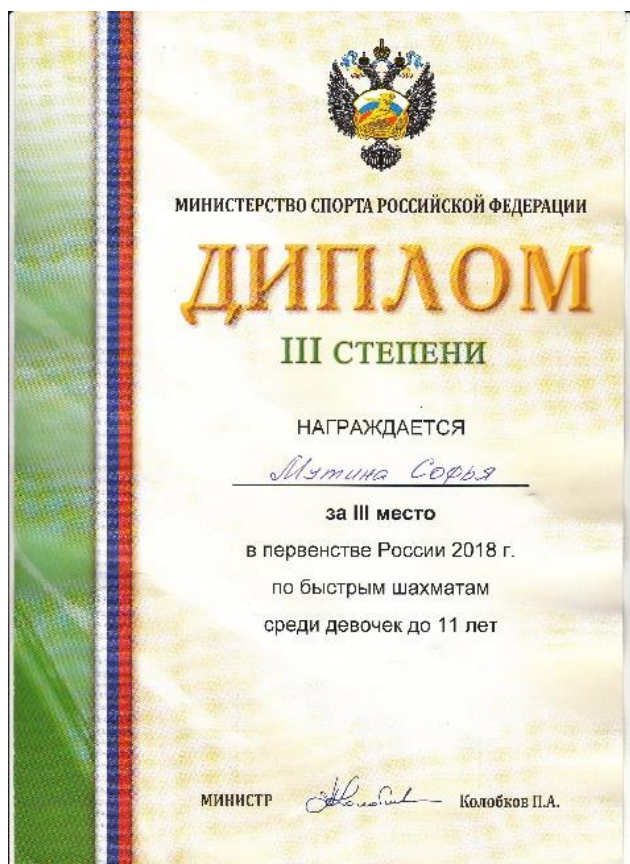 МИНИСТЕРСТВО СПОРТА РОССИЙСКОЙ ФЕДЕРАЦИИ
ДИПЛОМ
III СТЕПЕНИ
НАГРАЖДАЕТСЯ
Мутина Софья
за III место
в первенстве России 2018 г.
по быстрым шахматам
среди девочек до 11 лет
МИНИСТР Колобков П.А.